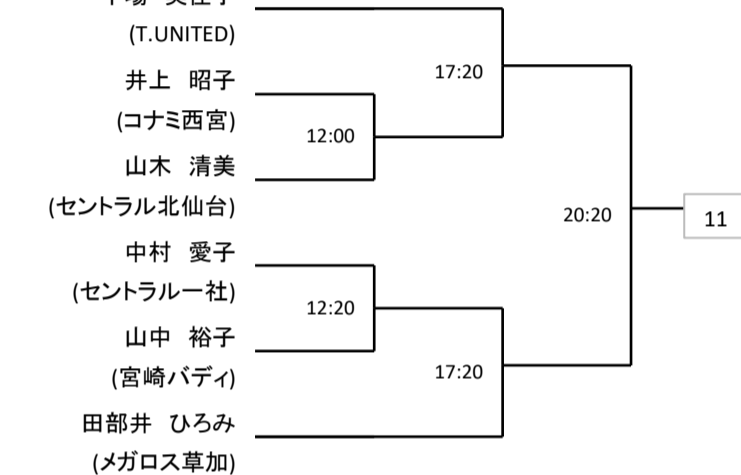 (T.UNITED)
17:20
井上　昭子
(コナミ西宮)
12:00
山木　清美
(セントラル北仙台)
20:20
11
中村　愛子
(セントラル一社)
12:20
山中　裕子
(宮崎バディ)
17:20
田部井　ひろみ
(メガロス草加)